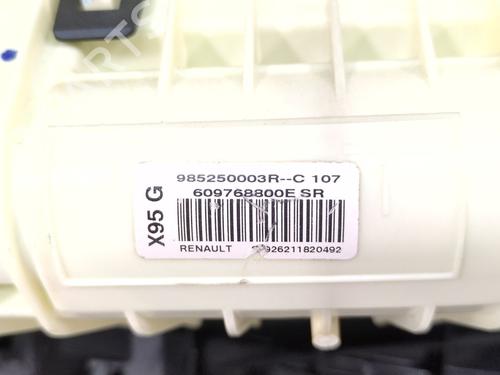 X95 G
985250003R--C 107
609768800E SR
RENAULT